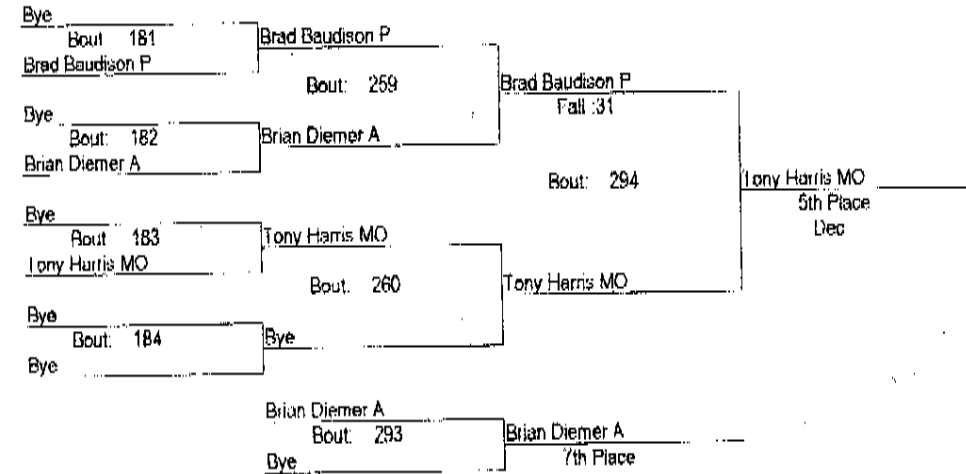 Bye
Bout 181
Brad Baudison P
Brad Baudison P
Bout: 259
Bye
Bout: 182
Brian Diemer A
Brian Diemer A
Brad Baudison P
Fall :31
Bout: 294
Bye
Bout 183
Tony Harris MO
Tony Harris MO
Bout. 260
Bye
Bout: 184
Bye
Bye
Tony Harris MO
Tony Harris MO
5th Place
Dec
Brian Diemer A
Bout: 293
Bye
Brian Diemer A
7th Place